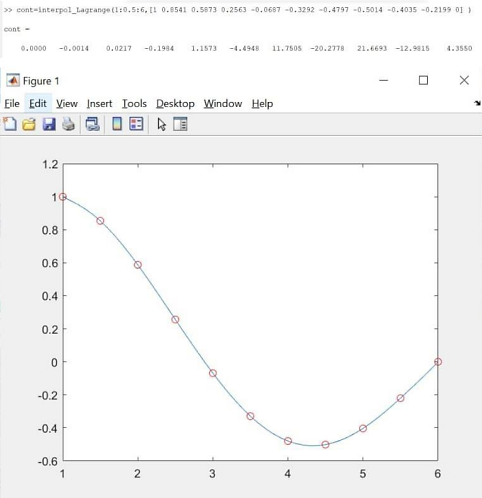 >> cont=interpol_Lagrange(1:0.5:6,[1 0.8541 0.5873 0.2563 -0.0687 -0.3292 -0.4797 -0.5014 -0.4035 -0.2199 0] )
cont =
0.0000 -0.0014 0.0217 -0.1984 1.1573 -4.4948 11.7505 -20.2778 21.6693 -12.9815 4.3550
Figure 1
File Edit View Insert Tools Desktop Window Help
1.2
1
0.8
0.6
0.4
0.2
0
-0.2
-0.4
-0.6
1 2 3 4 5 6